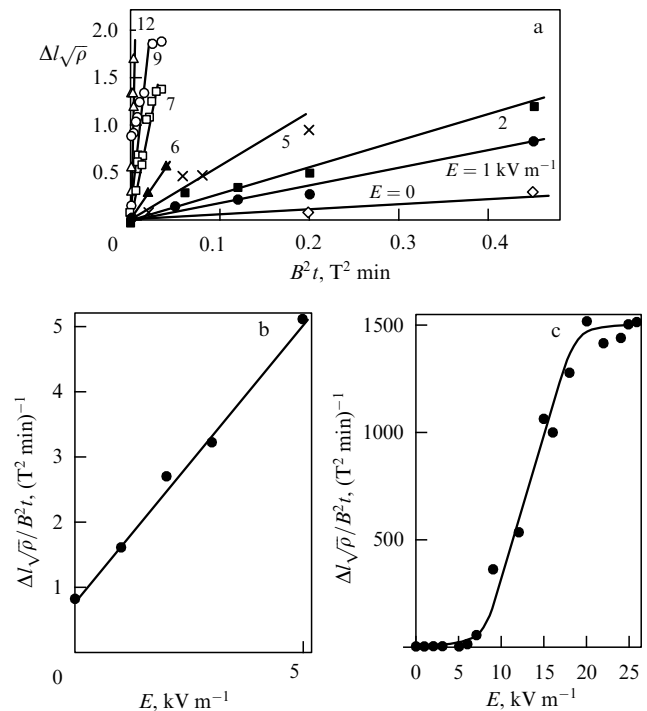 2.0
12
a
Δl√ρ
9
1.5
7
1.0
2
5
6
E = 1 kV m⁻¹
0.5
E = 0
0
0.1
0.2
0.3
0.4
B²t, T² min
5
b
4
3
2
1
0
5
Δl√ρ/B²t, (T² min)⁻¹
E, kV m⁻¹
1500
c
1000
500
0
5
10
15
20
25
Δl√ρ/B²t, (T² min)⁻¹
E, kV m⁻¹